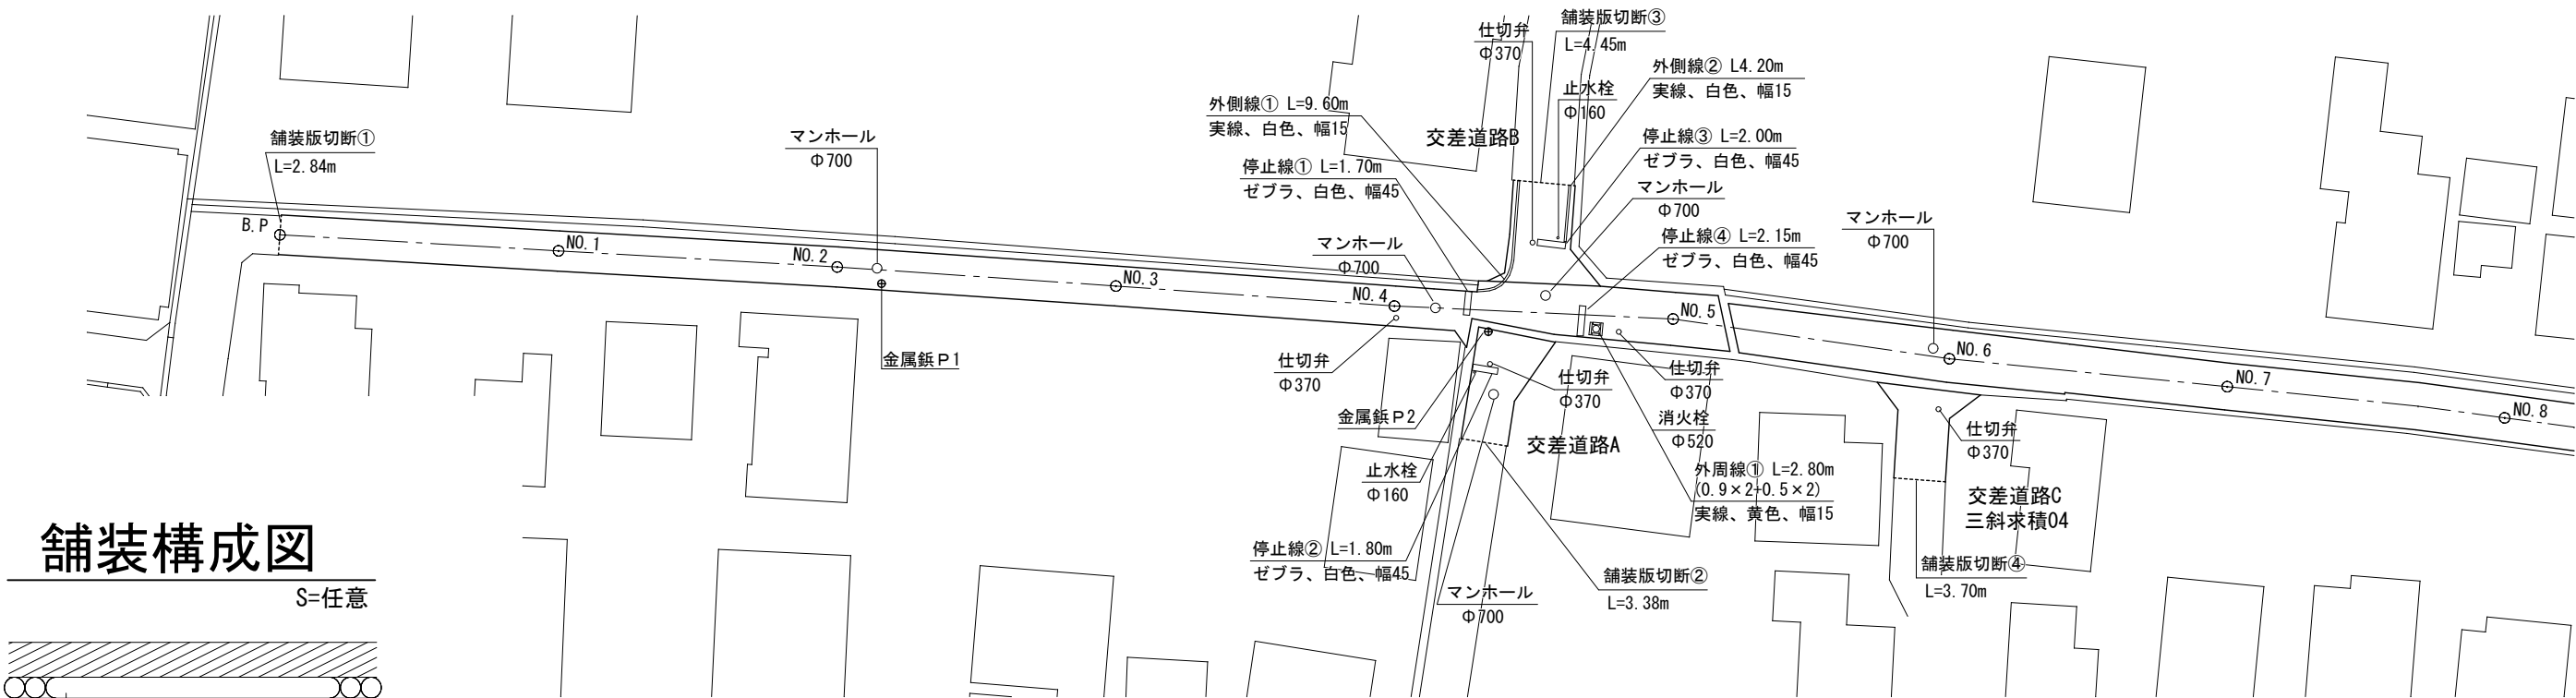 舗装版切断①
L=2.84m
B.P
NO.1
NO.2
マンホール
Φ700
金属鋲P1
NO.3
NO.4
マンホール
Φ700
仕切弁
Φ370
外側線① L=9.60m
実線、白色、幅15
停止線① L=1.70m
ゼブラ、白色、幅45
交差道路B
仕切弁
Φ370
舗装版切断③
L=4.45m
外側線② L4.20m
実線、白色、幅15
止水栓
Φ160
停止線③ L=2.00m
ゼブラ、白色、幅45
マンホール
Φ700
停止線④ L=2.15m
ゼブラ、白色、幅45
NO.5
マンホール
Φ700
NO.6
NO.7
NO.8
金属鋲P2
止水栓
Φ160
停止線② L=1.80m
ゼブラ、白色、幅45
マンホール
Φ700
仕切弁
Φ370
交差道路A
舗装版切断②
L=3.38m
仕切弁
Φ370
消火栓
Φ520
外周線① L=2.80m
(0.9×2+0.5×2)
実線、黄色、幅15
仕切弁
Φ370
交差道路C
三斜求積04
舗装版切断④
L=3.70m
舗装構成図
S=任意